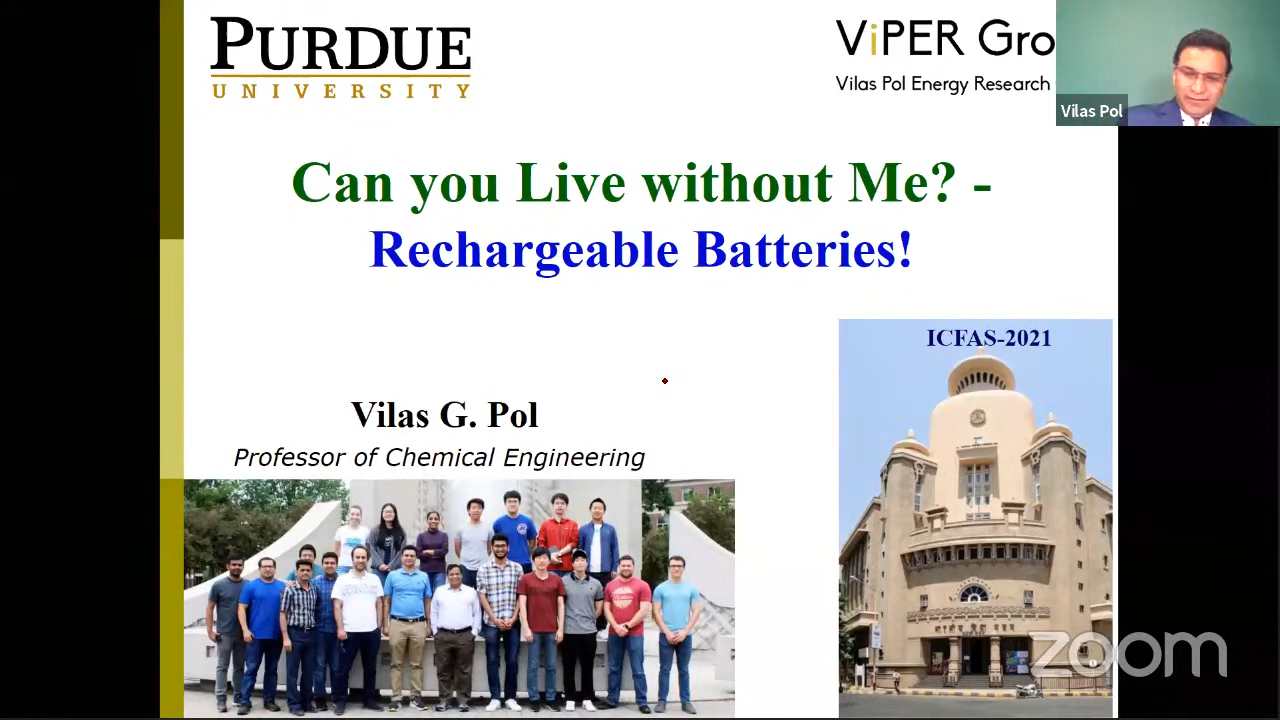 PURDUE
UNIVERSITY
ViPER Gro
Vilas Pol Energy Research
Vilas Pol
Can you Live without Me? -
Rechargeable Batteries!
ICFAS-2021
Vilas G. Pol
Professor of Chemical Engineering
zoom